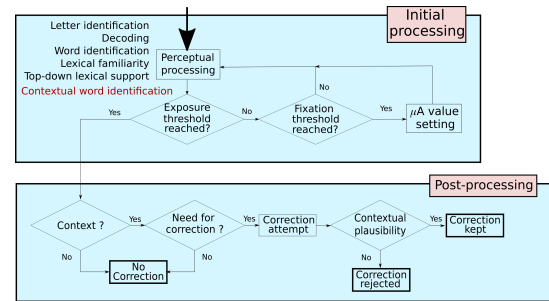 Initial
processing
Letter identification
Decoding
Word identification
Lexical familiarity
Top-down lexical support
Contextual word identification
Perceptual
processing
Exposure
threshold
reached?
Yes
No
Fixation
threshold
reached?
No
Yes
μA value
setting
Post-processing
Context ?
Yes
No
Need for
correction ?
Yes
No
No
Correction
Correction
attempt
Contextual
plausibility
Yes
No
Correction
kept
Correction
rejected